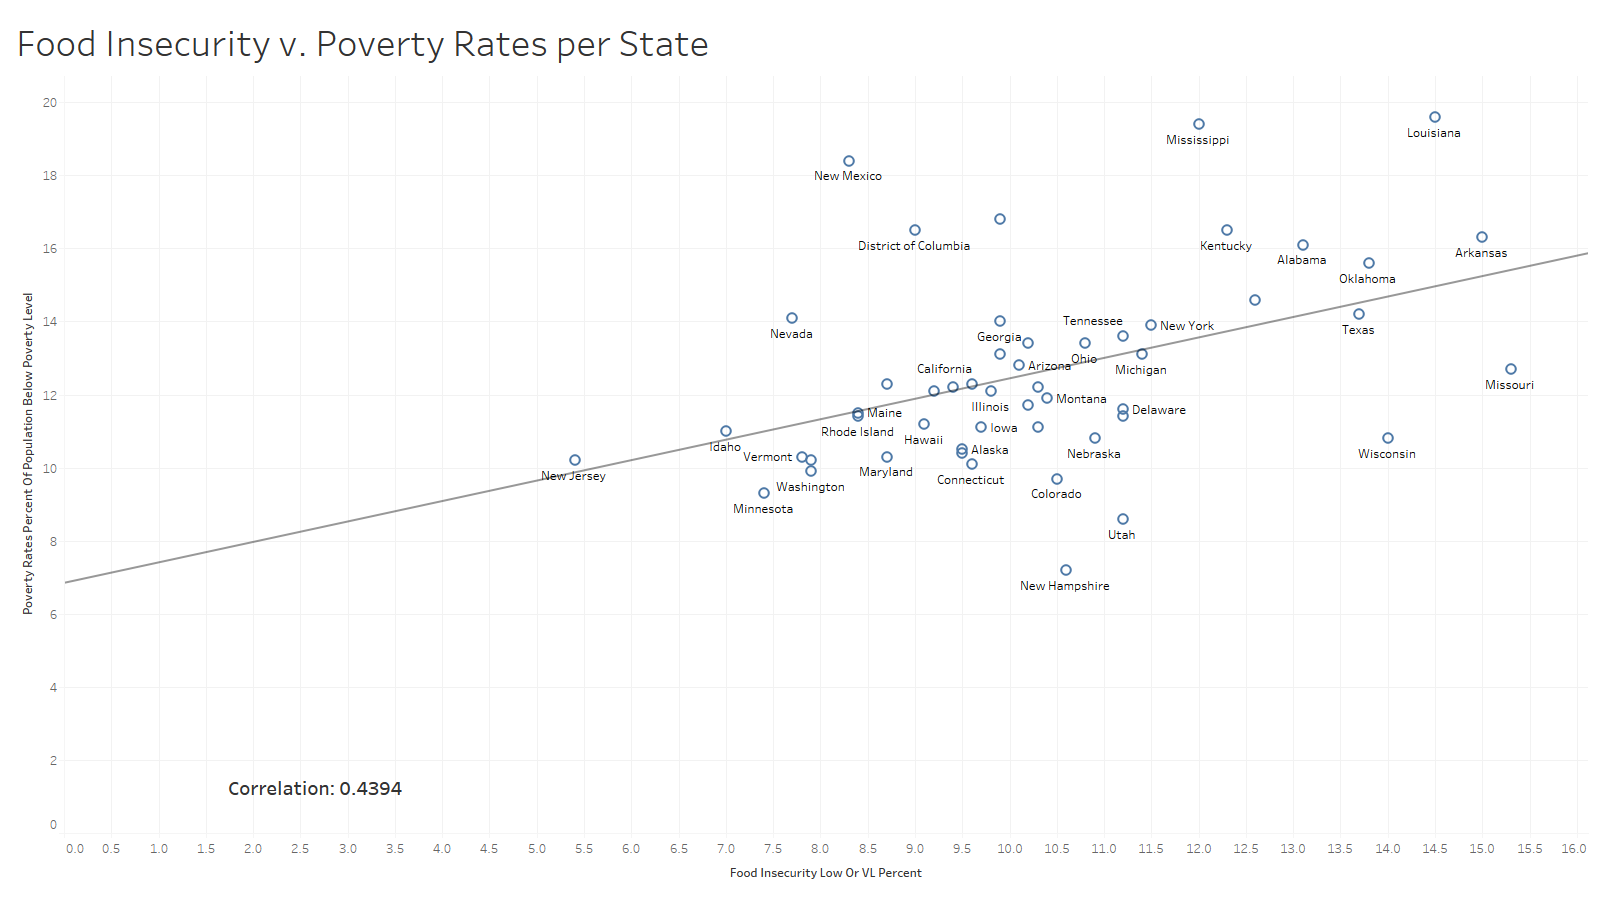 Food Insecurity v. Poverty Rates per State
Poverty Rates Percent Of Population Below Poverty Level
20
18
16
14
12
10
8
6
4
2
0
Mississippi
Louisiana
New Mexico
District of Columbia
Kentucky
Alabama
Arkansas
Oklahoma
Nevada
Georgia
Tennessee
New York
Texas
Ohio
Michigan
California
Arizona
Missouri
Maine
Illinois
Montana
Delaware
Rhode Island
Hawaii
Iowa
Idaho
Vermont
Alaska
Nebraska
Wisconsin
New Jersey
Washington
Maryland
Connecticut
Colorado
Minnesota
Utah
New Hampshire
Correlation: 0.4394
0.0 0.5 1.0 1.5 2.0 2.5 3.0 3.5 4.0 4.5 5.0 5.5 6.0 6.5 7.0 7.5 8.0 8.5 9.0 9.5 10.0 10.5 11.0 11.5 12.0 12.5 13.0 13.5 14.0 14.5 15.0 15.5 16.0
Food Insecurity Low Or VL Percent